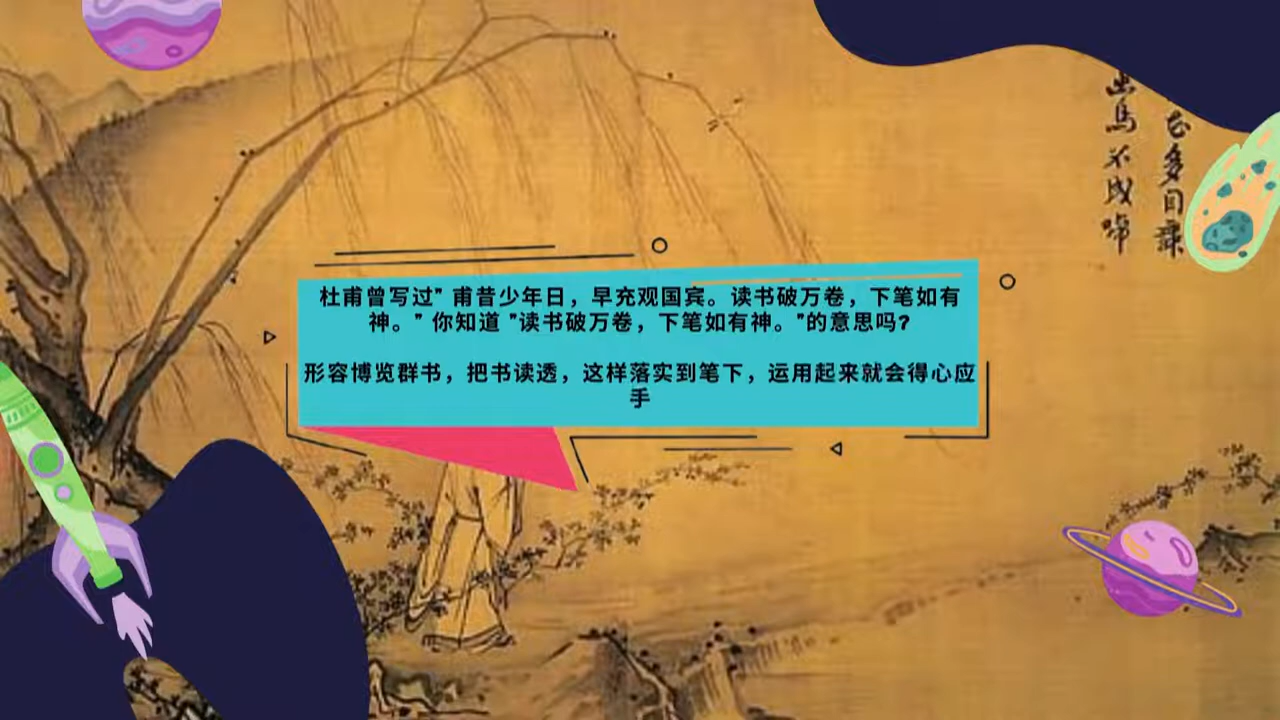 杜甫曾写过” 甫昔少年日，早充观国宾。读书破万卷，下笔如有
神。” 你知道 ”读书破万卷，下笔如有神。”的意思吗?
形容博览群书，把书读透，这样落实到笔下，运用起来就会得心应
手